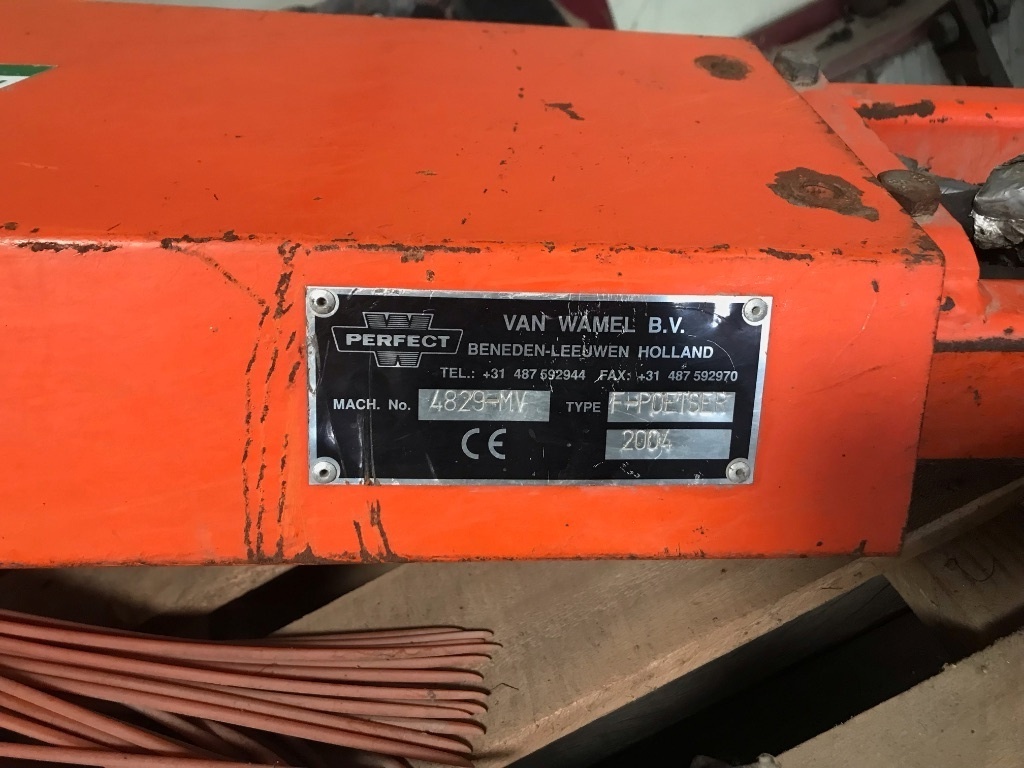 VAN WAMEL B.V.
W PERFECT W
BENEDEN-LEEUWEN HOLLAND
TEL.: +31 487 592944 FAX: +31 487 592970
MACH. No. 4829-MV TYPE
CE 2004